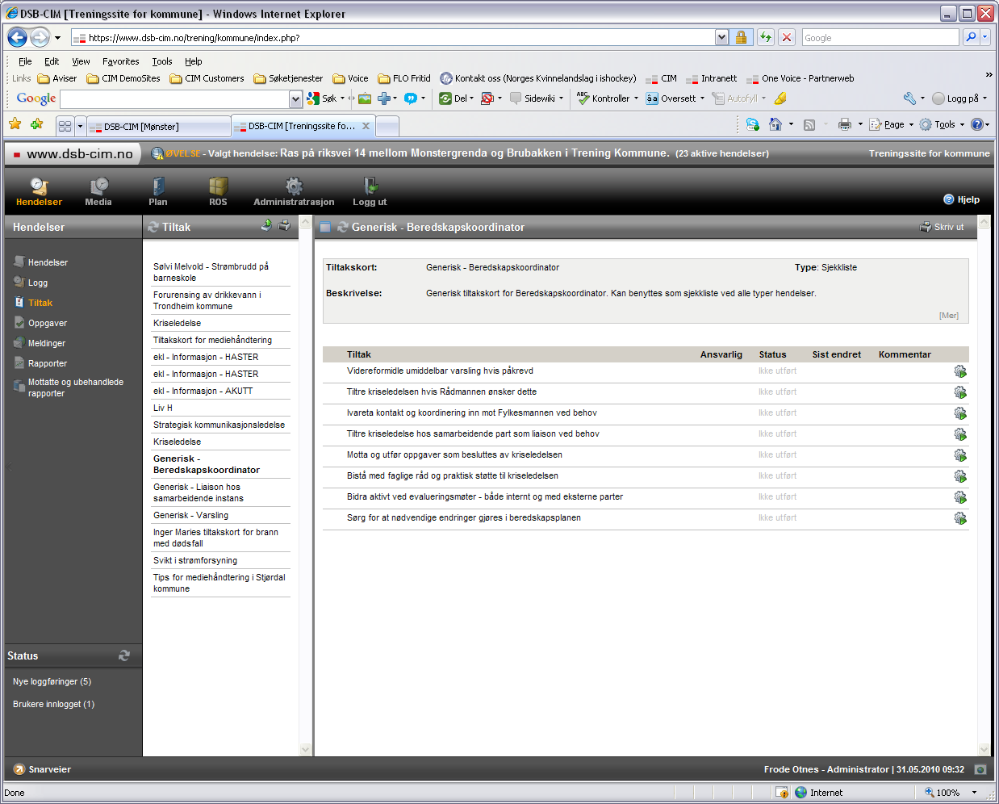 DSB-CIM [Treningssite for kommune] - Windows Internet Explorer
https://www.dsb-cim.no/trening/kommune/index.php?
Google
File Edit View Favorites Tools Help
Links Aviser CIM DemoSites CIM Customers Søketjenester Voice FLO Fritid Kontakt oss (Norges Kvinnelandslag i ishockey) CIM Intranett One Voice - Partnerweb
Google Søk Del Sidewiki Kontroller Oversett Autofyll Logg på
DSB-CIM [Mønster] DSB-CIM [Treningssite fo... Page Tools
www.dsb-cim.no ØVELSE - Valgt hendelse: Ras på riksvei 14 mellom Monstergrenda og Brubakken i Trening Kommune. (23 aktive hendelser) Treningssite for kommune
Hendelser Media Plan ROS Administratrasjon Logg ut
Hjelp
Hendelser
Hendelser
Logg
Tiltak
Oppgaver
Meldinger
Rapporter
Mottatte og ubehandlede
rapporter
Status
Nye loggføringer (5)
Brukere innlogget (1)
Tiltak
Sølvi Melvold - Strømbrudd på
barneskole
Forurensing av drikkevann i
Trondheim kommune
Kriseledelse
Tiltakskort for mediehåndtering
ekl - Informasjon - HASTER
ekl - Informasjon - HASTER
ekl - Informasjon - AKUTT
Liv H
Strategisk kommunikasjonsledelse
Kriseledelse
Generisk -
Beredskapskoordinator
Generisk - Liaison hos
samarbeidende instans
Generisk - Varsling
Inger Maries tiltakskort for brann
med dødsfall
Svikt i strømforsyning
Tips for mediehåndtering i Stjørdal
kommune
Generisk - Beredskapskoordinator Skriv ut
Tiltakskort: Generisk - Beredskapskoordinator Type: Sjekkliste
Beskrivelse: Generisk tiltakskort for Beredskapskoordinator. Kan benyttes som sjekkliste ved alle typer hendelser.
[Mer]
Tiltak Ansvarlig Status Sist endret Kommentar
Videreformidle umiddelbar varsling hvis påkrevd Ikke utført
Tiltre kriseledelsen hvis Rådmannen ønsker dette Ikke utført
Ivareta kontakt og koordinering inn mot Fylkesmannen ved behov Ikke utført
Tiltre kriseledelse hos samarbeidende part som liaison ved behov Ikke utført
Motta og utfør oppgaver som besluttes av kriseledelsen Ikke utført
Bistå med faglige råd og praktisk støtte til kriseledelsen Ikke utført
Bidra aktivt ved evalueringsmøter - både internt og med eksterne parter Ikke utført
Sørg for at nødvendige endringer gjøres i beredskapsplanen Ikke utført
Snarveier Frode Otnes - Administrator | 31.05.2010 09:32
Done Internet 100%